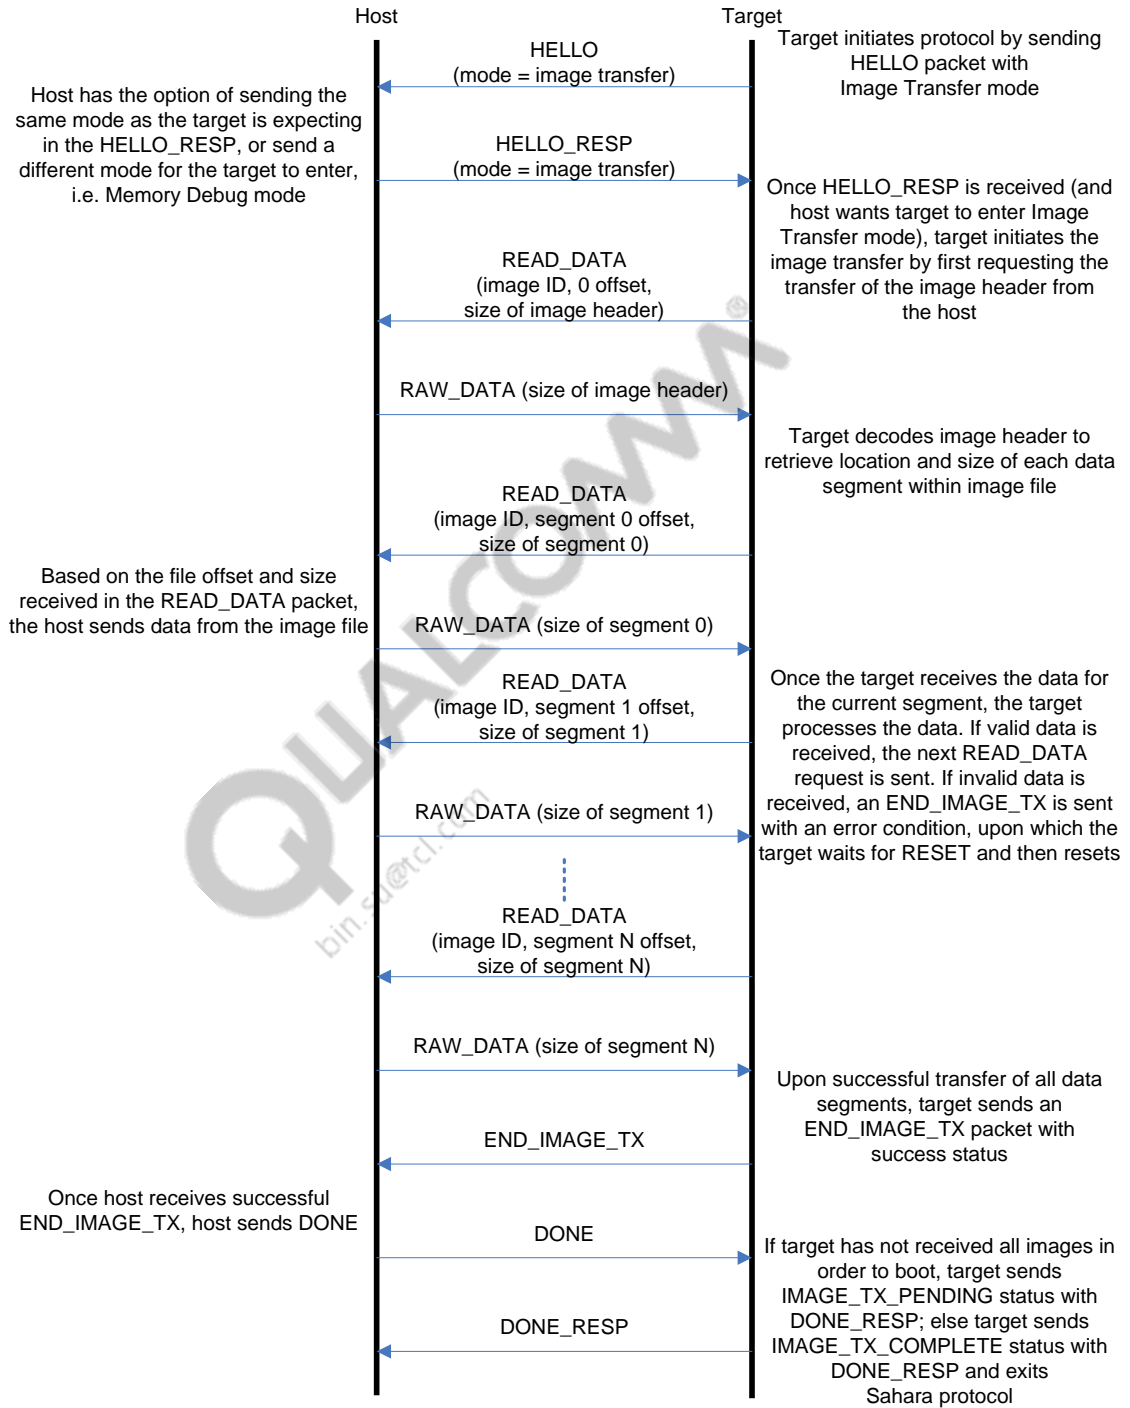 Host
Target
HELLO
(mode = image transfer)
Target initiates protocol by sending
HELLO packet with
Image Transfer mode
Host has the option of sending the
same mode as the target is expecting
in the HELLO_RESP, or send a
different mode for the target to enter,
i.e. Memory Debug mode
HELLO_RESP
(mode = image transfer)
Once HELLO_RESP is received (and
host wants target to enter Image
Transfer mode), target initiates the
image transfer by first requesting the
transfer of the image header from
the host
READ_DATA
(image ID, 0 offset,
size of image header)
RAW_DATA (size of image header)
Target decodes image header to
retrieve location and size of each data
segment within image file
READ_DATA
(image ID, segment 0 offset,
size of segment 0)
Based on the file offset and size
received in the READ_DATA packet,
the host sends data from the image file
RAW_DATA (size of segment 0)
READ_DATA
(image ID, segment 1 offset,
size of segment 1)
Once the target receives the data for
the current segment, the target
processes the data. If valid data is
received, the next READ_DATA
request is sent. If invalid data is
received, an END_IMAGE_TX is sent
with an error condition, upon which the
target waits for RESET and then resets
RAW_DATA (size of segment 1)
READ_DATA
(image ID, segment N offset,
size of segment N)
RAW_DATA (size of segment N)
Upon successful transfer of all data
segments, target sends an
END_IMAGE_TX packet with
success status
END_IMAGE_TX
Once host receives successful
END_IMAGE_TX, host sends DONE
DONE
If target has not received all images in
order to boot, target sends
IMAGE_TX_PENDING status with
DONE_RESP; else target sends
IMAGE_TX_COMPLETE status with
DONE_RESP and exits
Sahara protocol
DONE_RESP
QUALCOMM®
bin.su@tcl.com